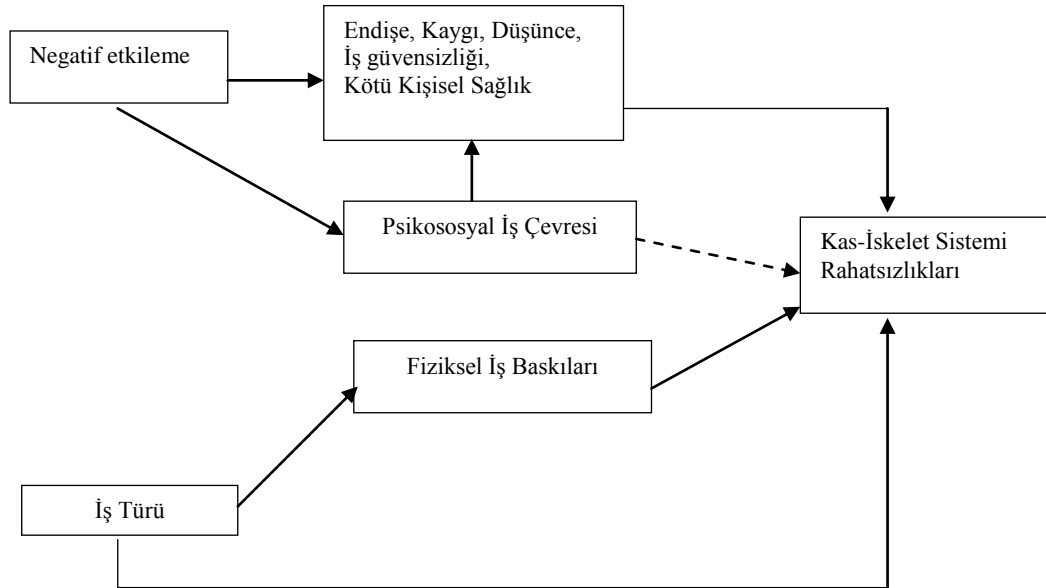 Negatif etkileme
Endişe, Kaygı, Düşünce,
İş güvensizliği,
Kötü Kişisel Sağlık
Psikososyal İş Çevresi
Kas-İskelet Sistemi
Rahatsızlıkları
Fiziksel İş Baskıları
İş Türü